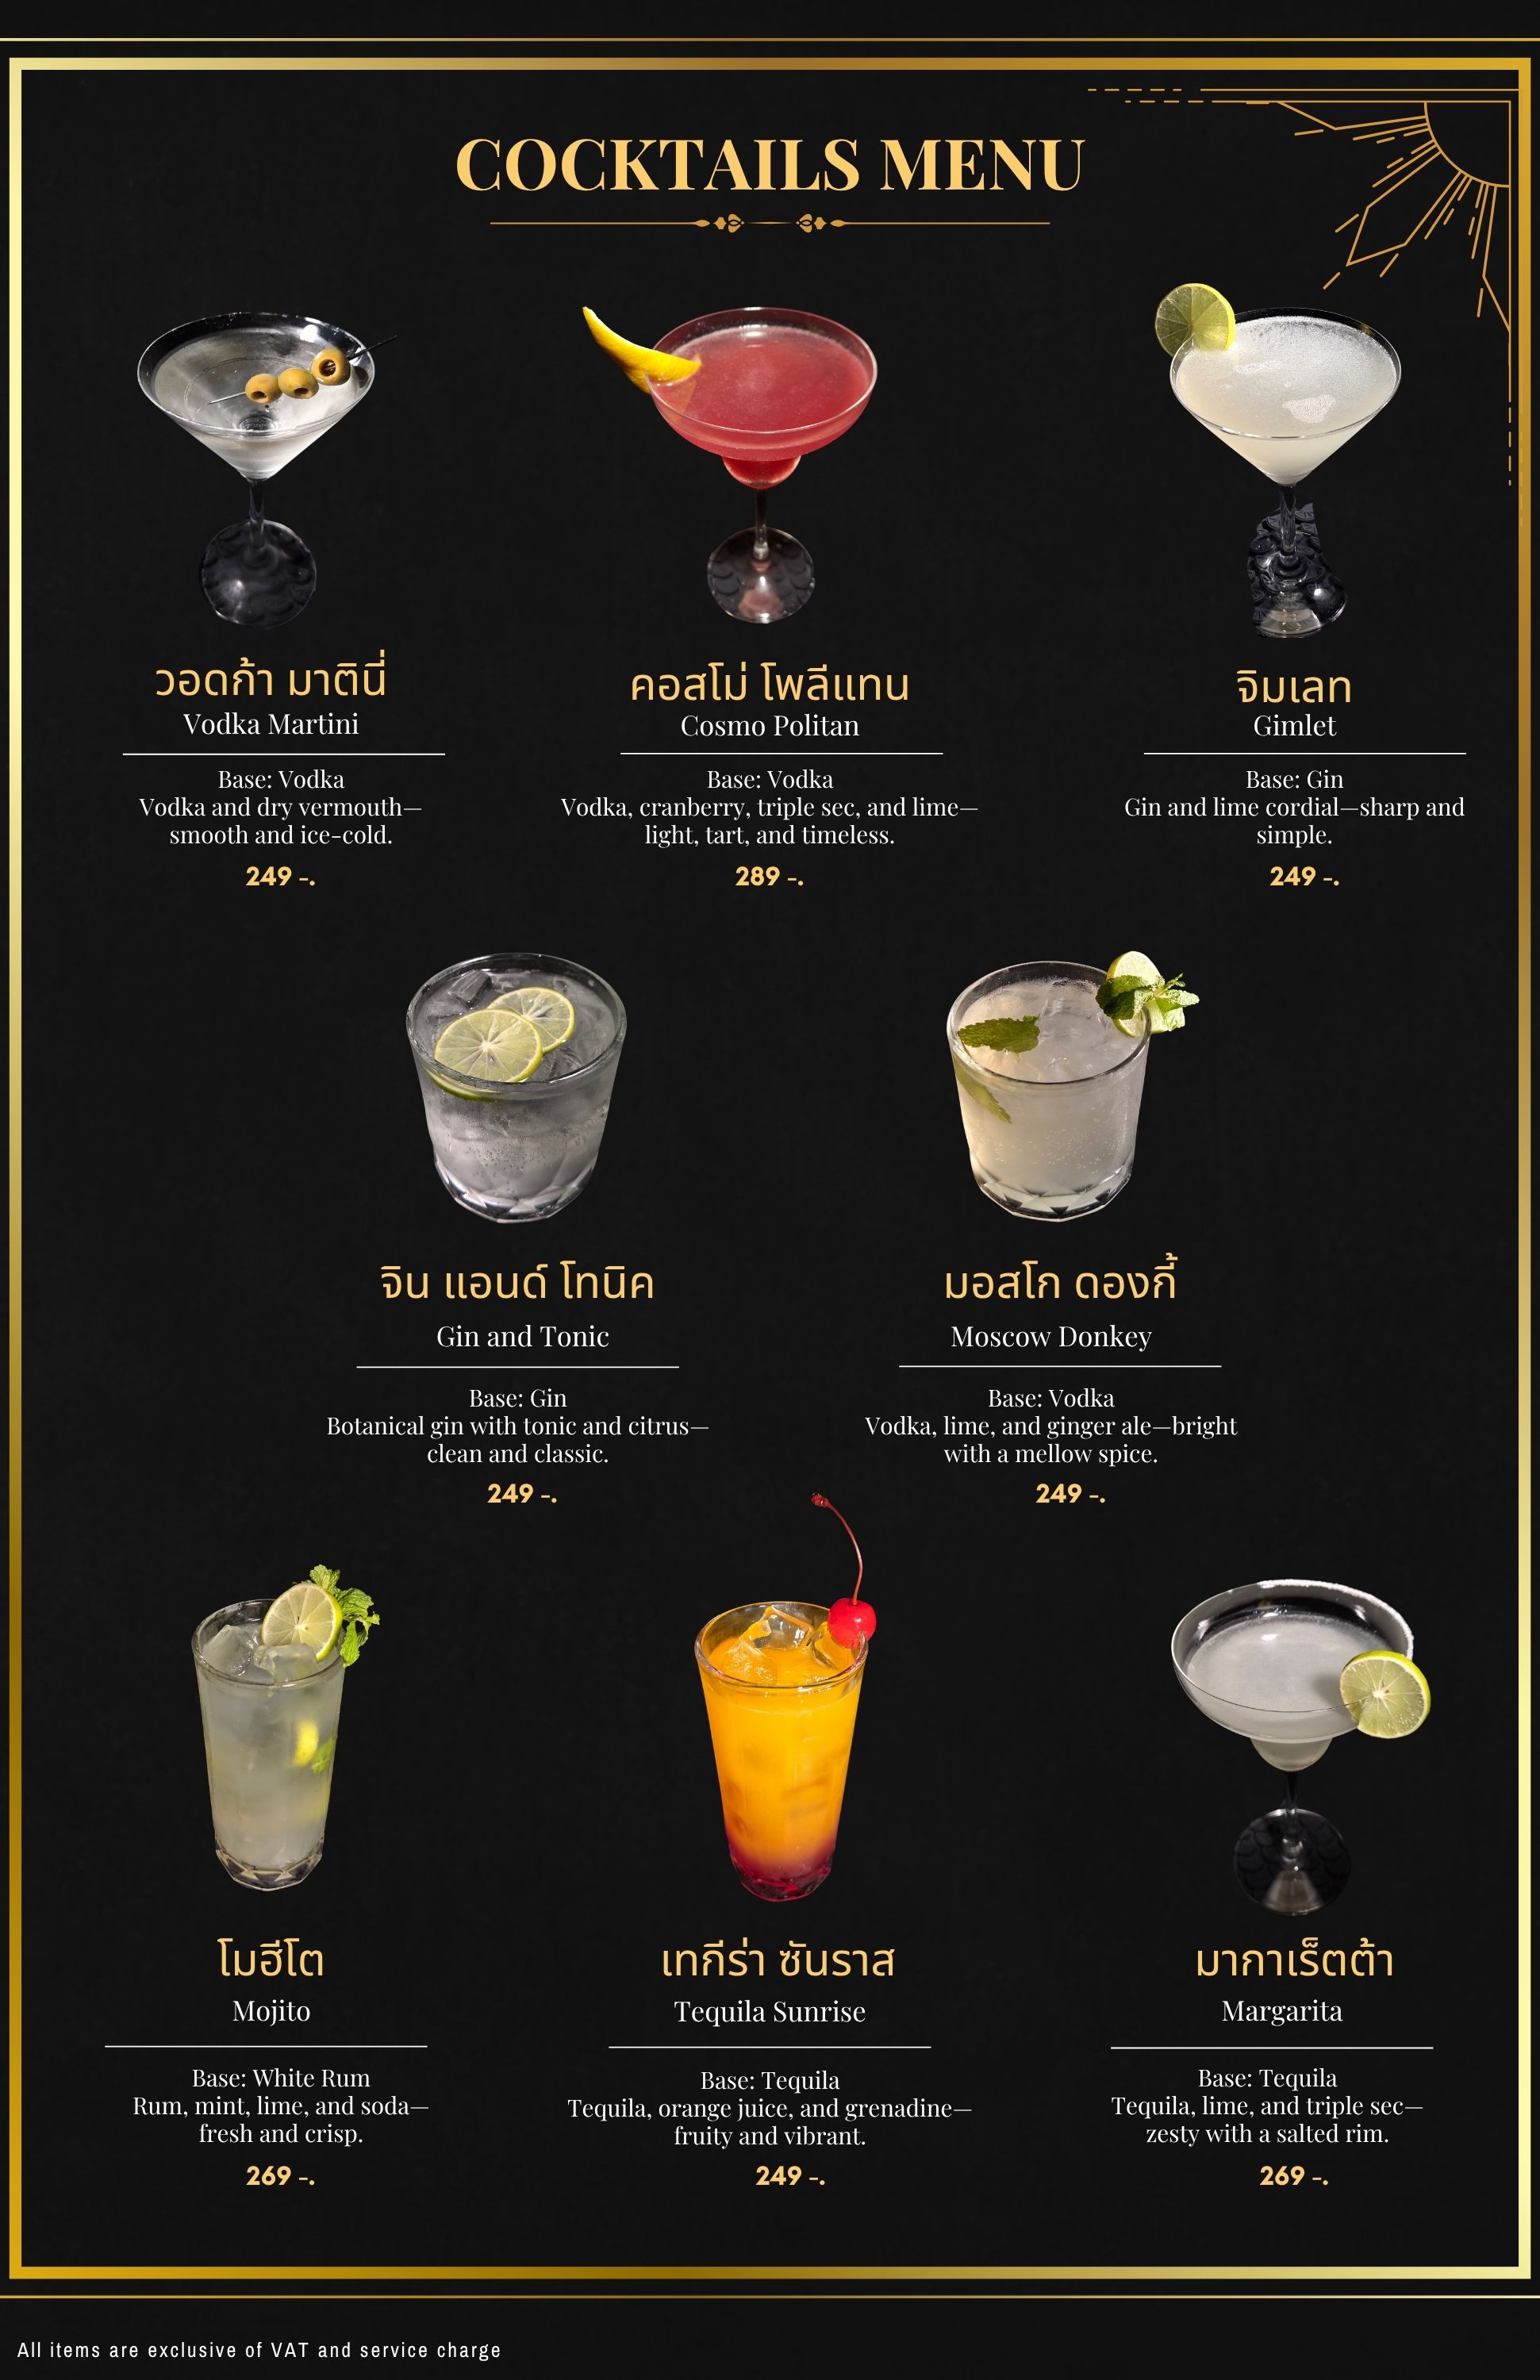 COCKTAILS MENU
วอดก้า มาตินี่
Vodka Martini
Base: Vodka
Vodka and dry vermouth—
smooth and ice-cold.
249 -.
คอสโม่ โพลีแทน
Cosmo Politan
Base: Vodka
Vodka, cranberry, triple sec, and lime—
light, tart, and timeless.
289 -.
จิมเลท
Gimlet
Base: Gin
Gin and lime cordial—sharp and
simple.
249 -.
จิน แอนด์ โทนิค
Gin and Tonic
Base: Gin
Botanical gin with tonic and citrus—
clean and classic.
249 -.
มอสโก ดองกี้
Moscow Donkey
Base: Vodka
Vodka, lime, and ginger ale—bright
with a mellow spice.
249 -.
โมฮีโต
Mojito
Base: White Rum
Rum, mint, lime, and soda—
fresh and crisp.
269 -.
เทกีร่า ซันราส
Tequila Sunrise
Base: Tequila
Tequila, orange juice, and grenadine—
fruity and vibrant.
249 -.
มากาเร็ตต้า
Margarita
Base: Tequila
Tequila, lime, and triple sec—
zesty with a salted rim.
269 -.
All items are exclusive of VAT and service charge